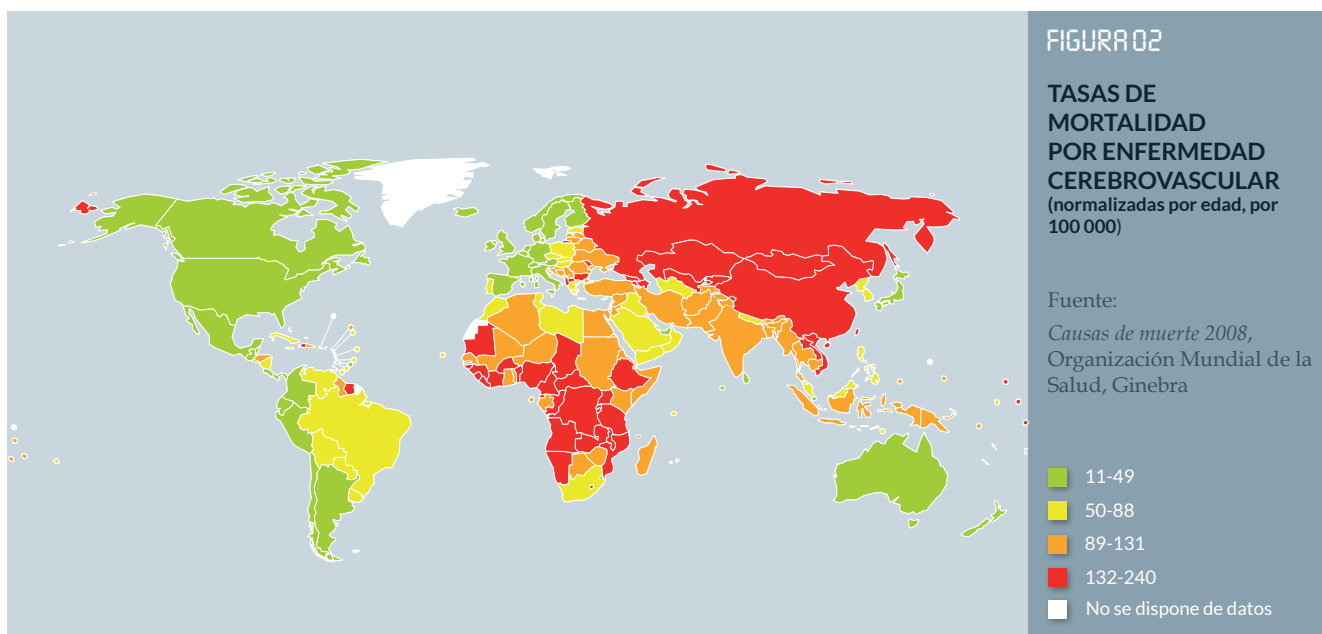 FIGURA 02
TASAS DE
MORTALIDAD
POR ENFERMEDAD
CEREBROVASCULAR
(normalizadas por edad, por
100 000)
Fuente:
Causas de muerte 2008,
Organización Mundial de la
Salud, Ginebra
11-49
50-88
89-131
132-240
No se dispone de datos